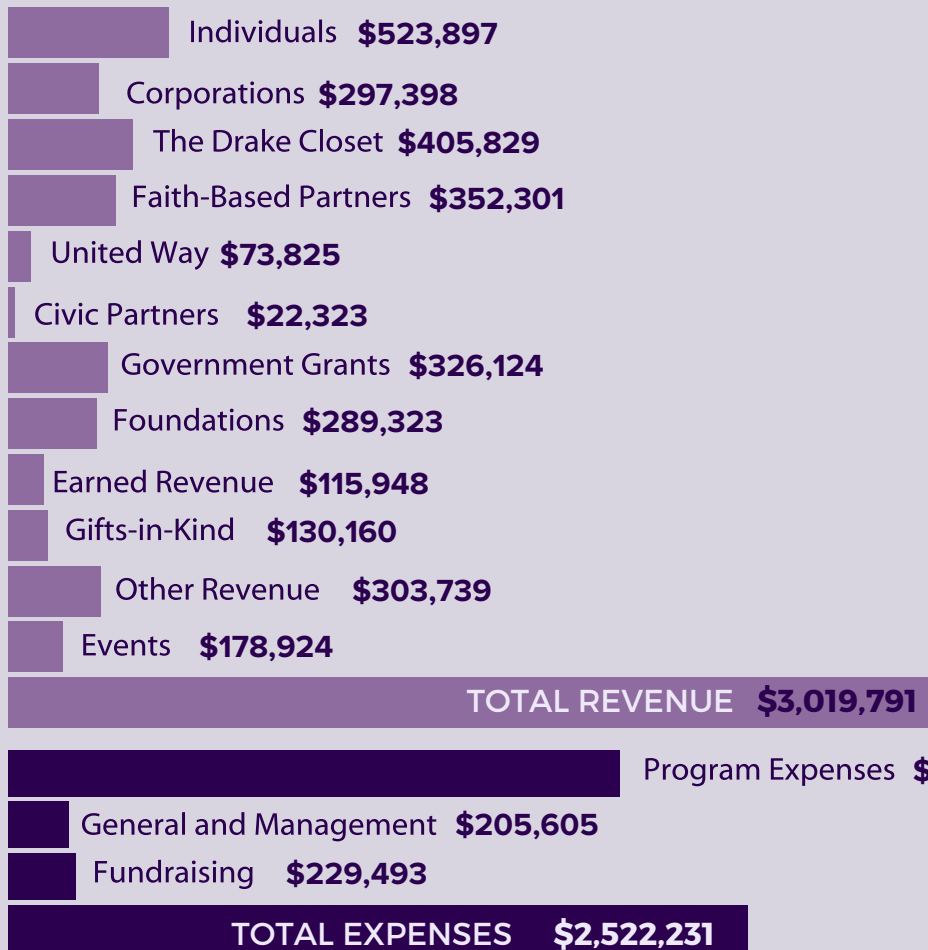 Individuals $523,897
Corporations $297,398
The Drake Closet $405,829
Faith-Based Partners $352,301
United Way $73,825
Civic Partners $22,323
Government Grants $326,124
Foundations $289,323
Earned Revenue $115,948
Gifts-in-Kind $130,160
Other Revenue $303,739
Events $178,924
TOTAL REVENUE $3,019,791
Program Expenses $
General and Management $205,605
Fundraising $229,493
TOTAL EXPENSES $2,522,231